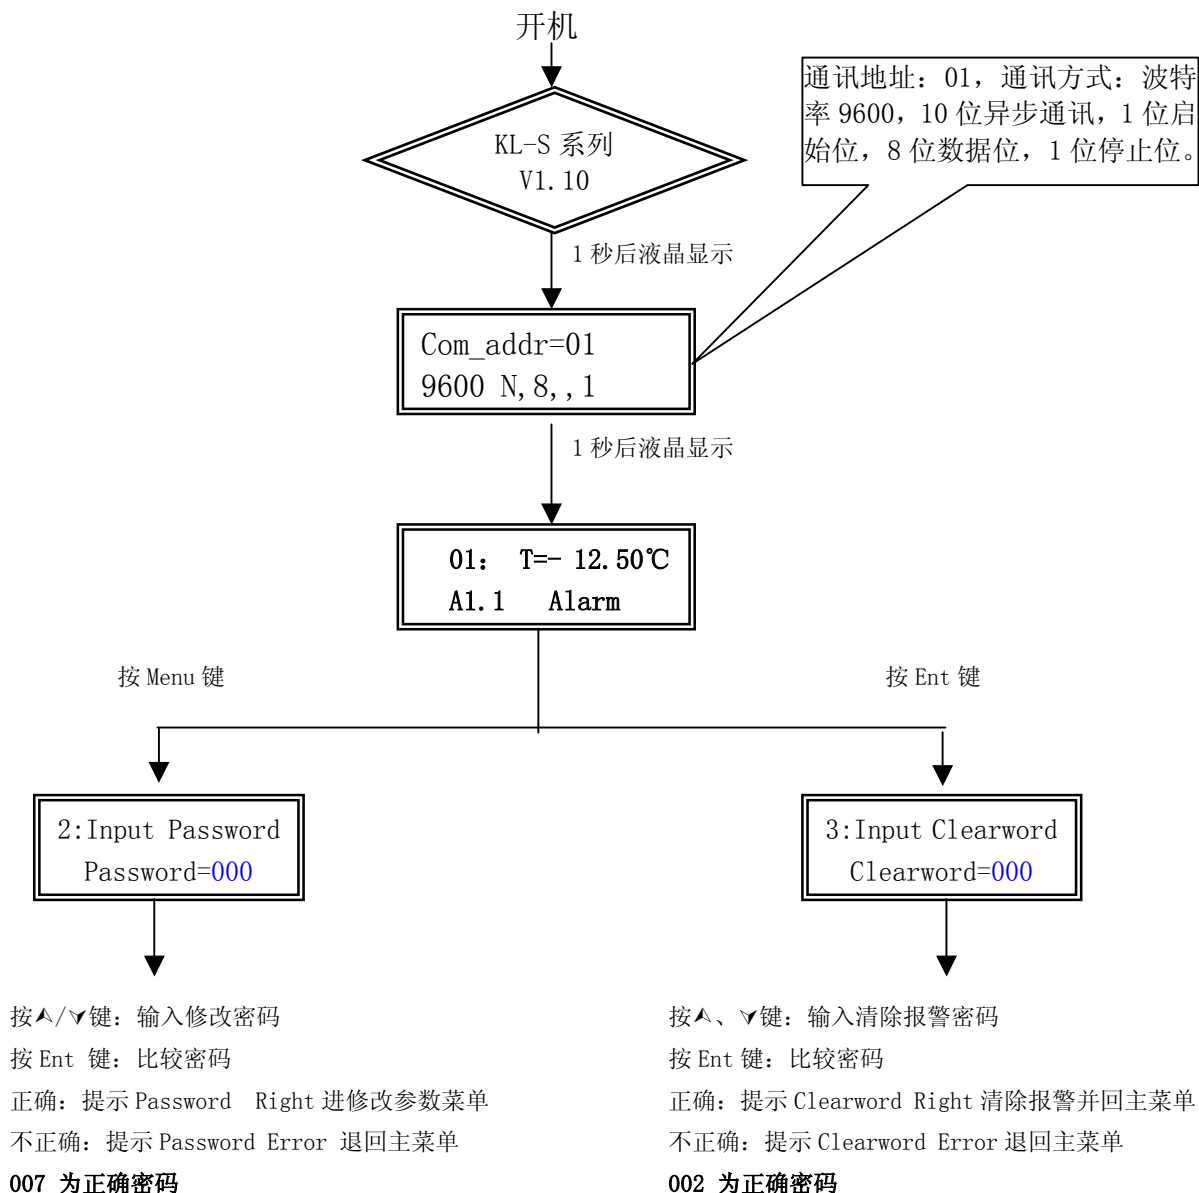 开机
通讯地址：01，通讯方式：波特
率 9600，10 位异步通讯，1 位启
始位，8 位数据位，1 位停止位。
KL-S 系列
V1.10
1 秒后液晶显示
Com_addr=01
9600 N,8,,1
1 秒后液晶显示
01： T=- 12.50℃
A1.1 Alarm
按 Menu 键
按 Ent 键
2:Input Password
Password=000
3:Input Clearword
Clearword=000
按⋏/⋎键：输入修改密码
按 Ent 键：比较密码
正确：提示 Password Right 进修改参数菜单
不正确：提示 Password Error 退回主菜单
007 为正确密码
按⋏、⋎键：输入清除报警密码
按 Ent 键：比较密码
正确：提示 Clearword Right 清除报警并回主菜单
不正确：提示 Clearword Error 退回主菜单
002 为正确密码